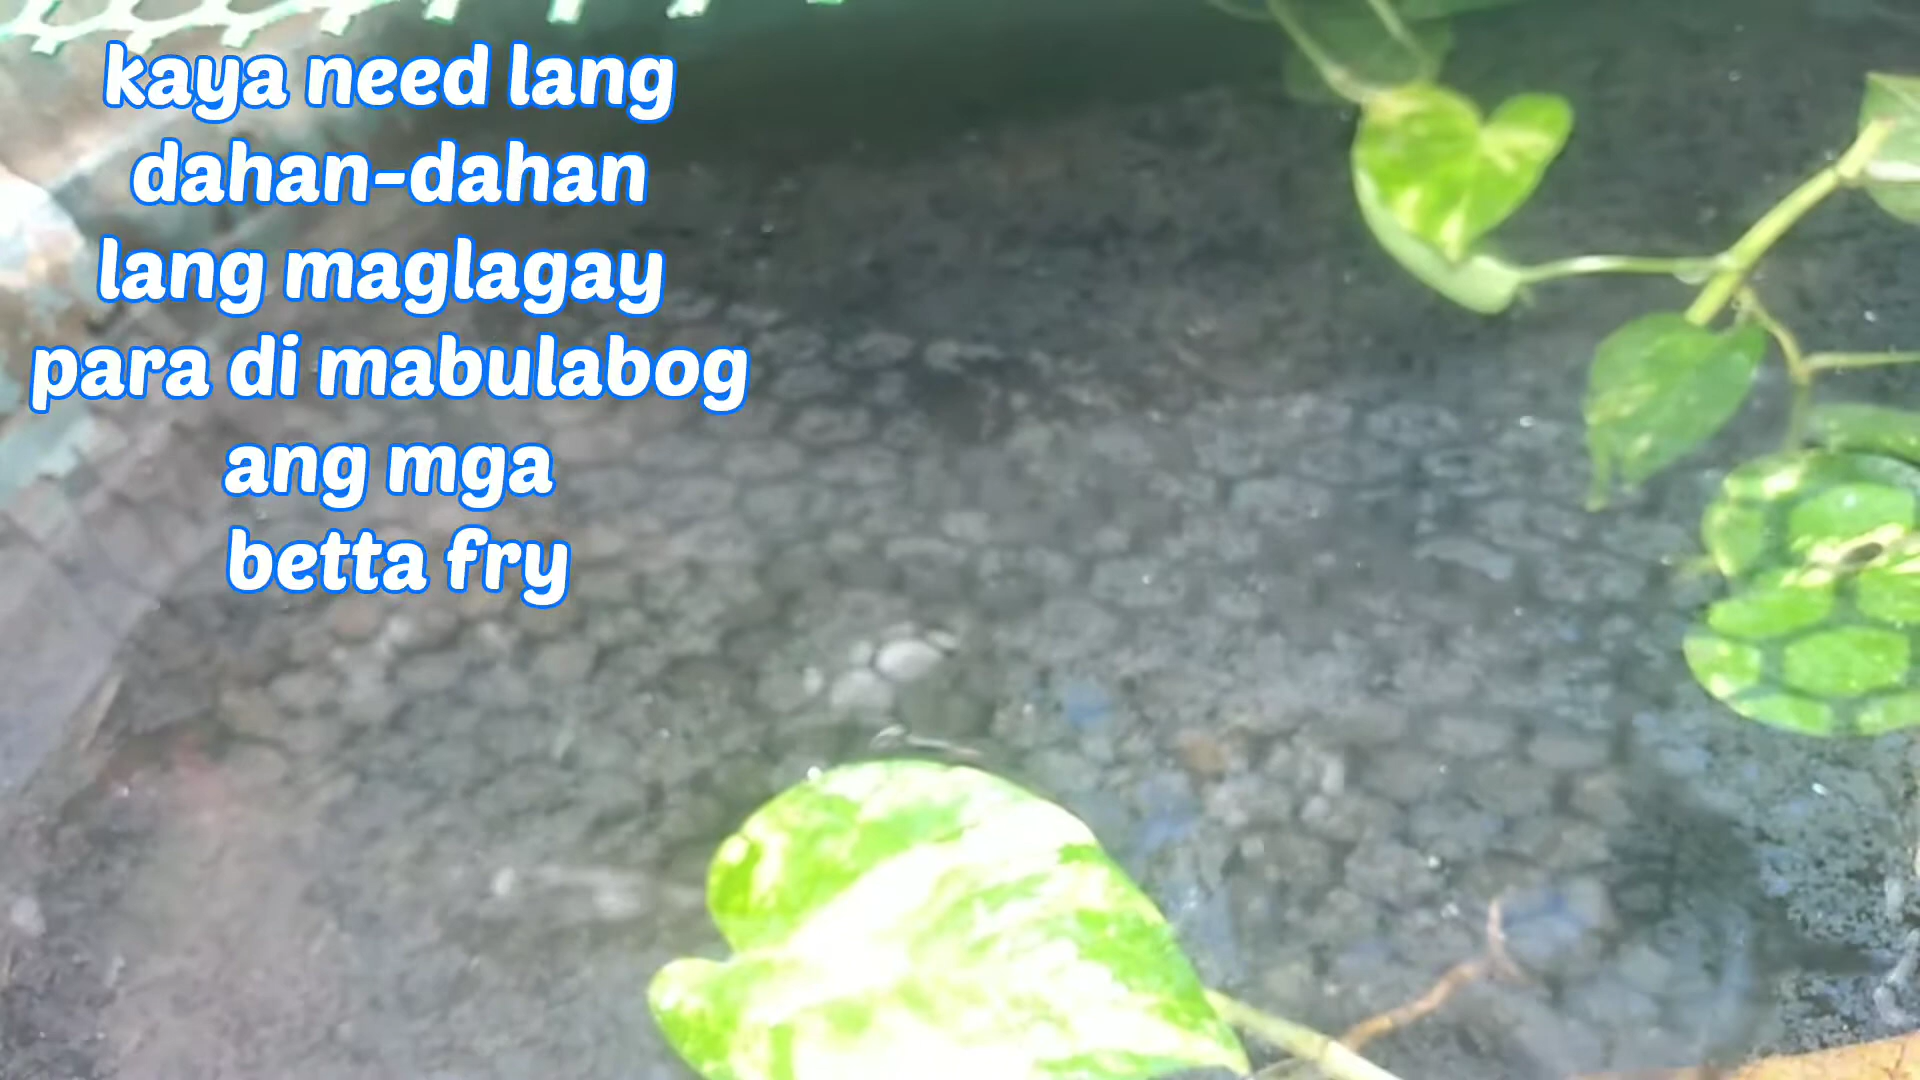 kaya need lang
dahan-dahan
lang maglagay
para di mabulabog
ang mga
betta fry